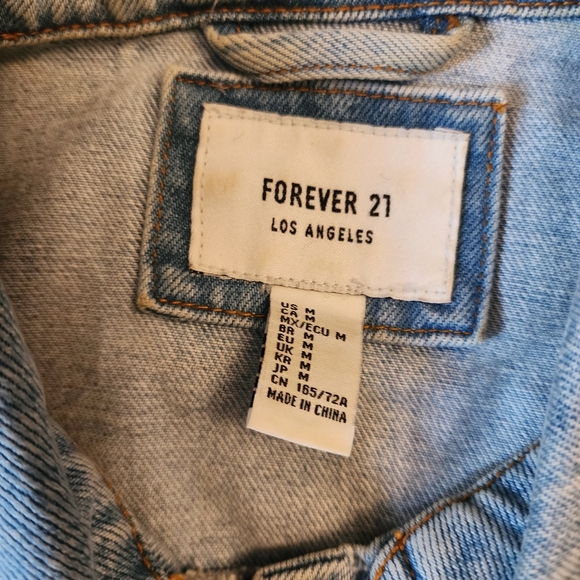 FOREVER 21
LOS ANGELES
US M
CA M
MX/ECU M
BR M
EU M
UK M
KR M
JP M
CN 165/72A
MADE IN CHINA